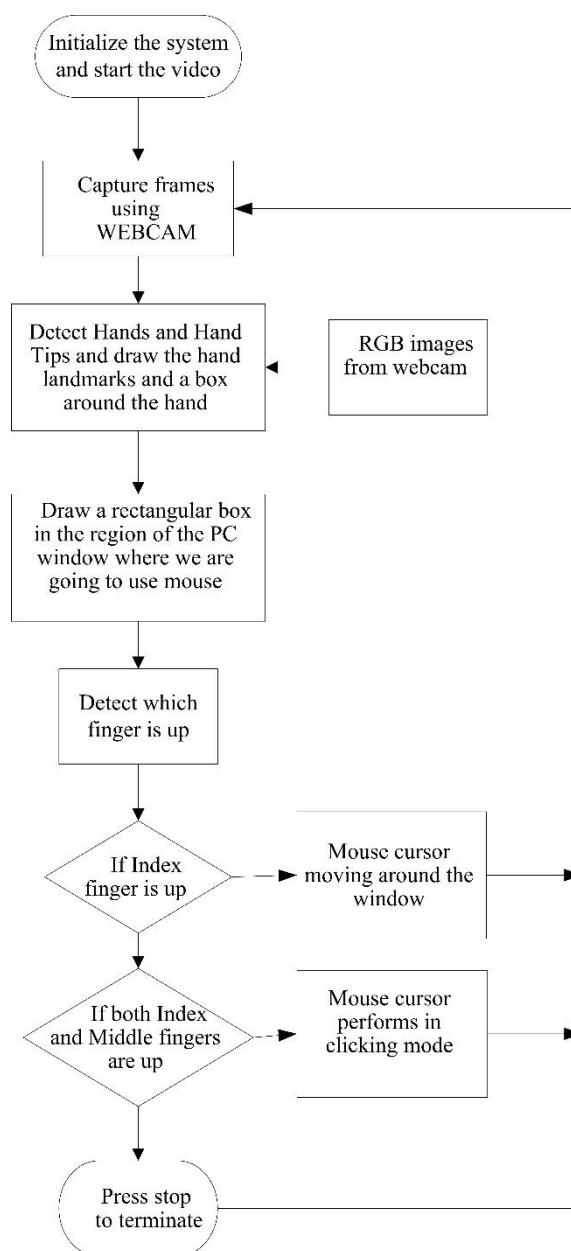 Initialize the system
and start the video
Capture frames
using
WEBCAM
Detect Hands and Hand
Tips and draw the hand
landmarks and a box
around the hand
RGB images
from webcam
Draw a rectangular box
in the region of the PC
window where we are
going to use mouse
Detect which
finger is up
If Index
finger is up
Mouse cursor
moving around the
window
If both Index
and Middle fingers
are up
Mouse cursor
performs in
clicking mode
Press stop
to terminate